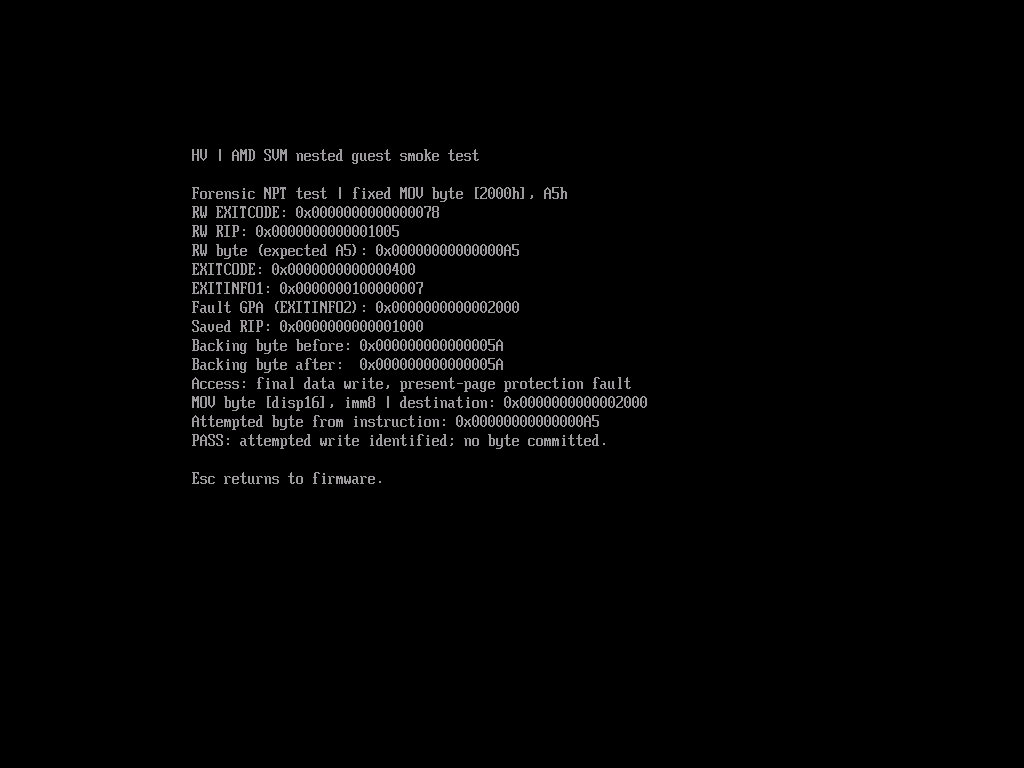 HV | AMD SVM nested guest smoke test
Forensic NPT test | fixed MOV byte [2000h], A5h
RW EXITCODE: 0x0000000000000078
RW RIP: 0x0000000000001005
RW byte (expected A5): 0x00000000000000A5
EXITCODE: 0x0000000000000400
EXITINFO1: 0x0000000100000007
Fault GPA (EXITINFO2): 0x0000000000002000
Saved RIP: 0x0000000000001000
Backing byte before: 0x000000000000005A
Backing byte after:  0x000000000000005A
Access: final data write, present-page protection fault
MOV byte [disp16], imm8 | destination: 0x0000000000002000
Attempted byte from instruction: 0x00000000000000A5
PASS: attempted write identified; no byte committed.
Esc returns to firmware.